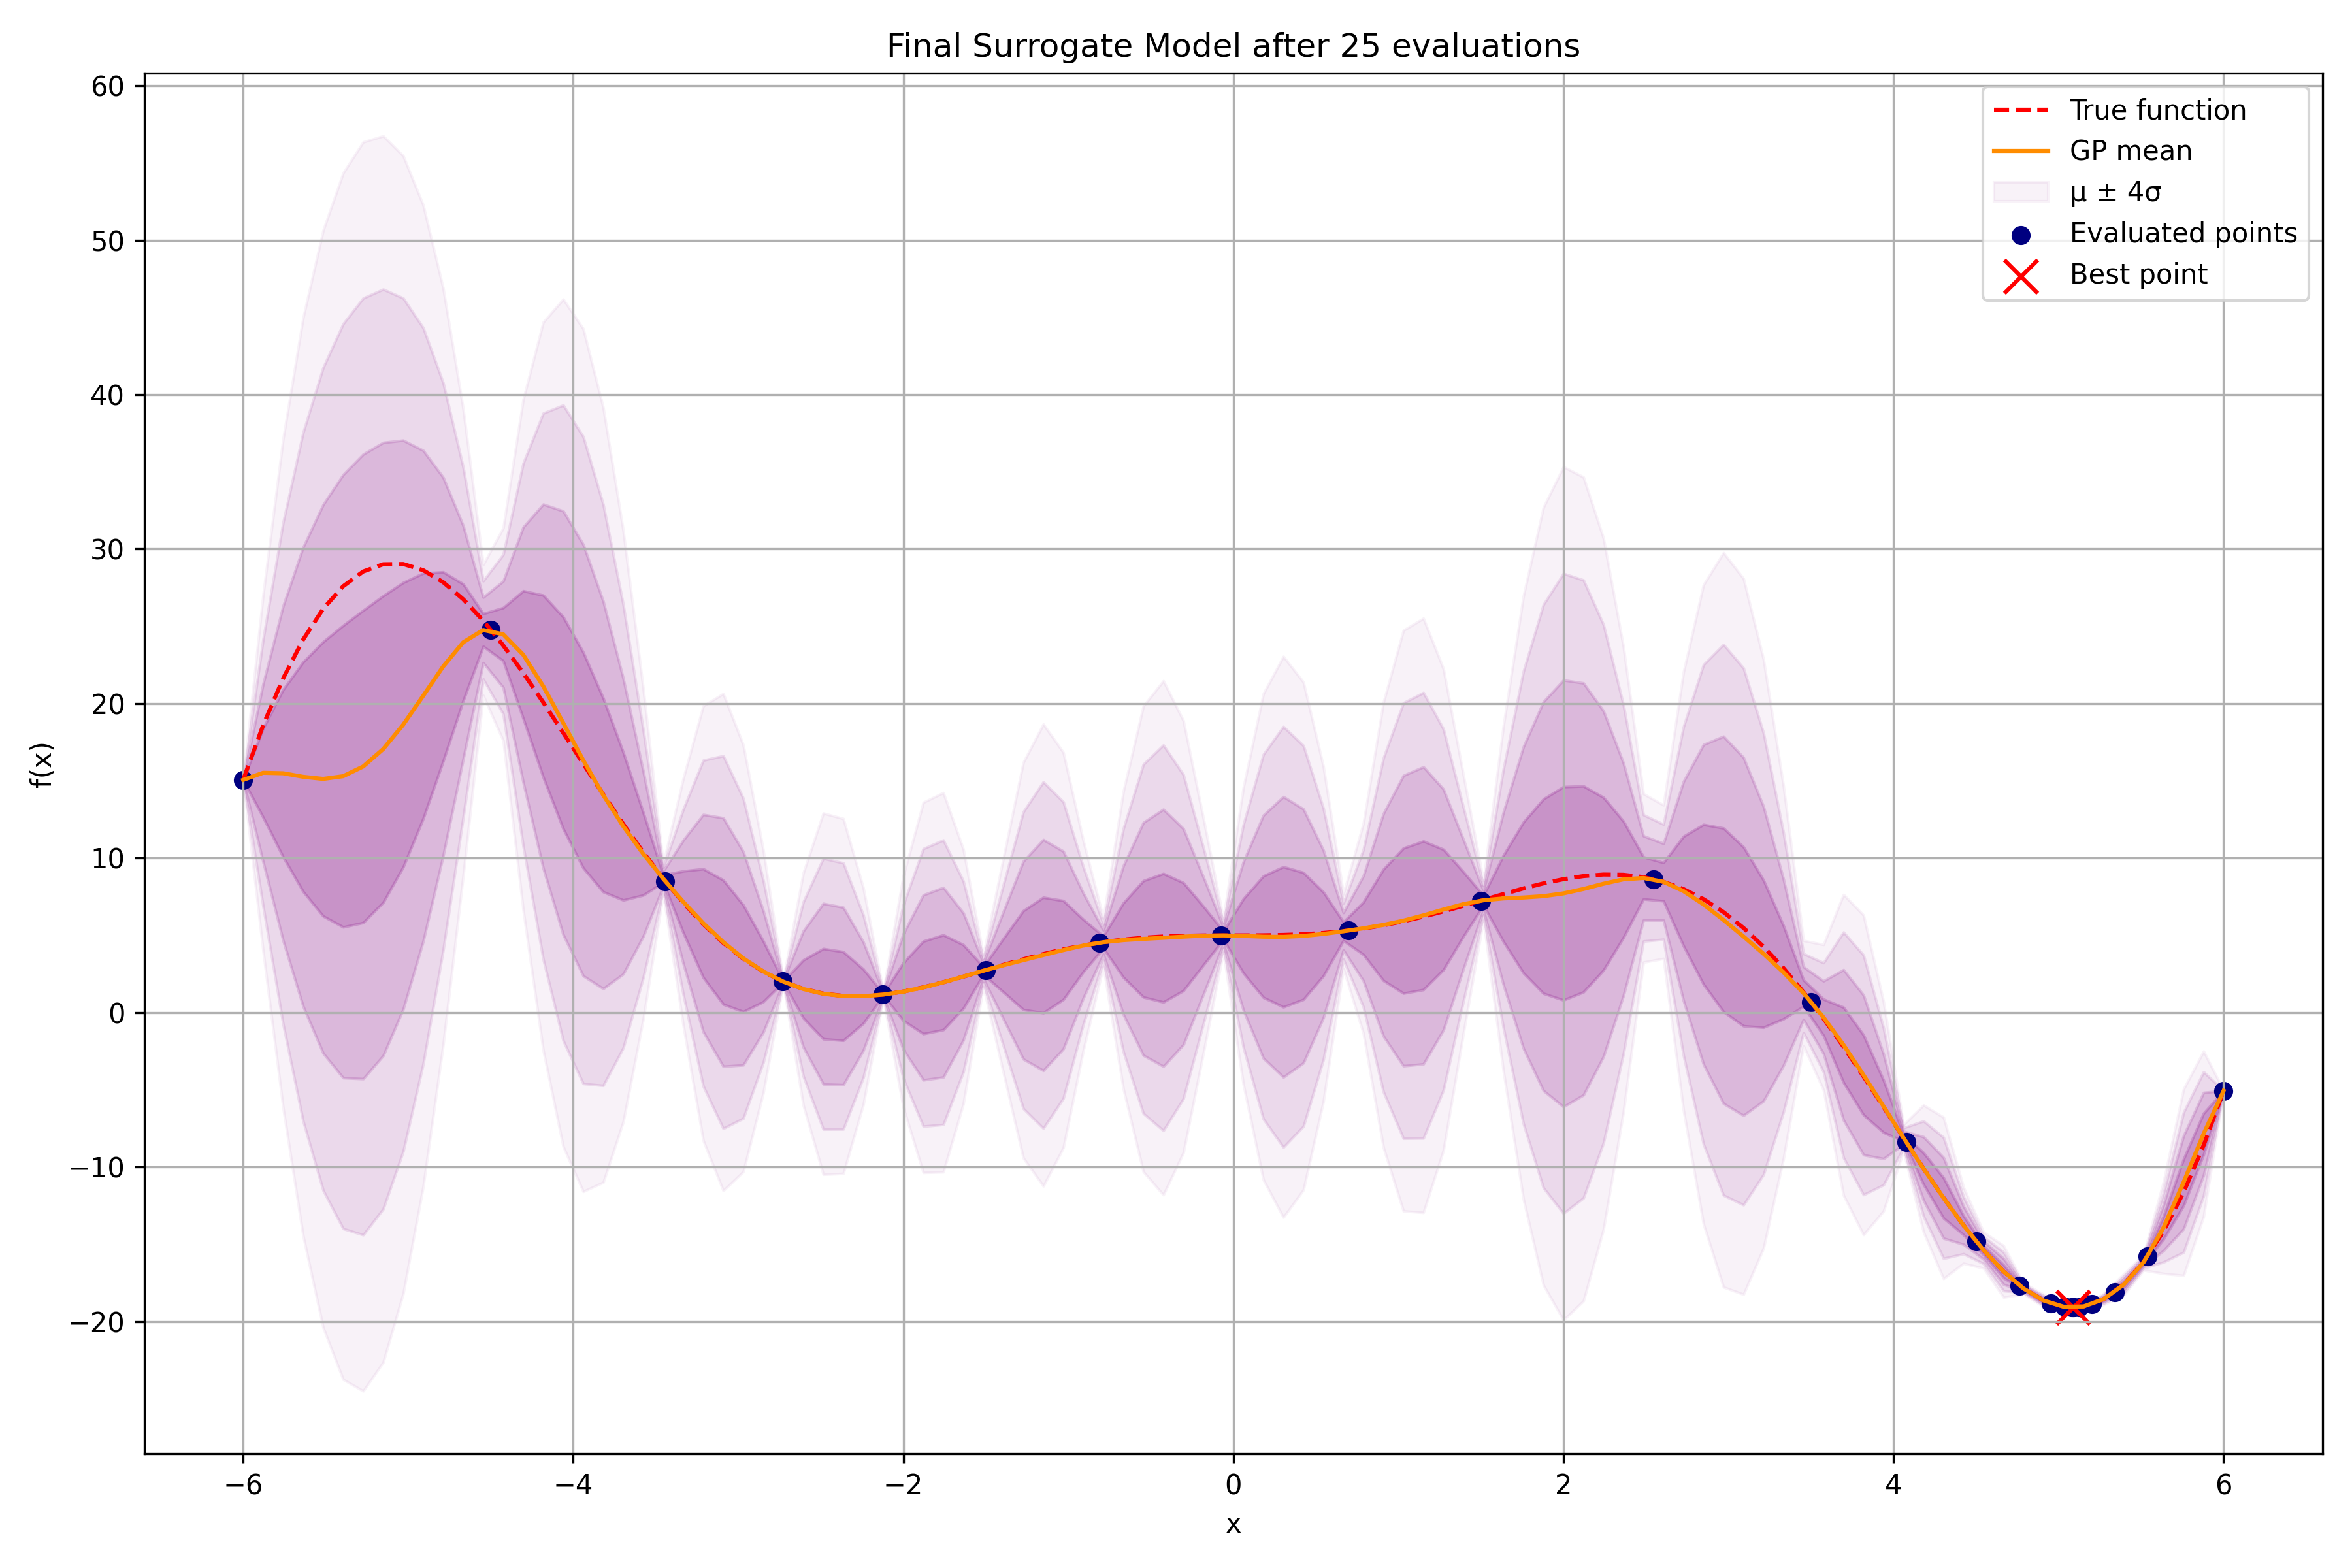 Final Surrogate Model after 25 evaluations
60
50
40
30
20
10
0
−10
−20
f(x)
True function
GP mean
μ ± 4σ
Evaluated points
Best point
−6
−4
−2
0
2
4
6
x